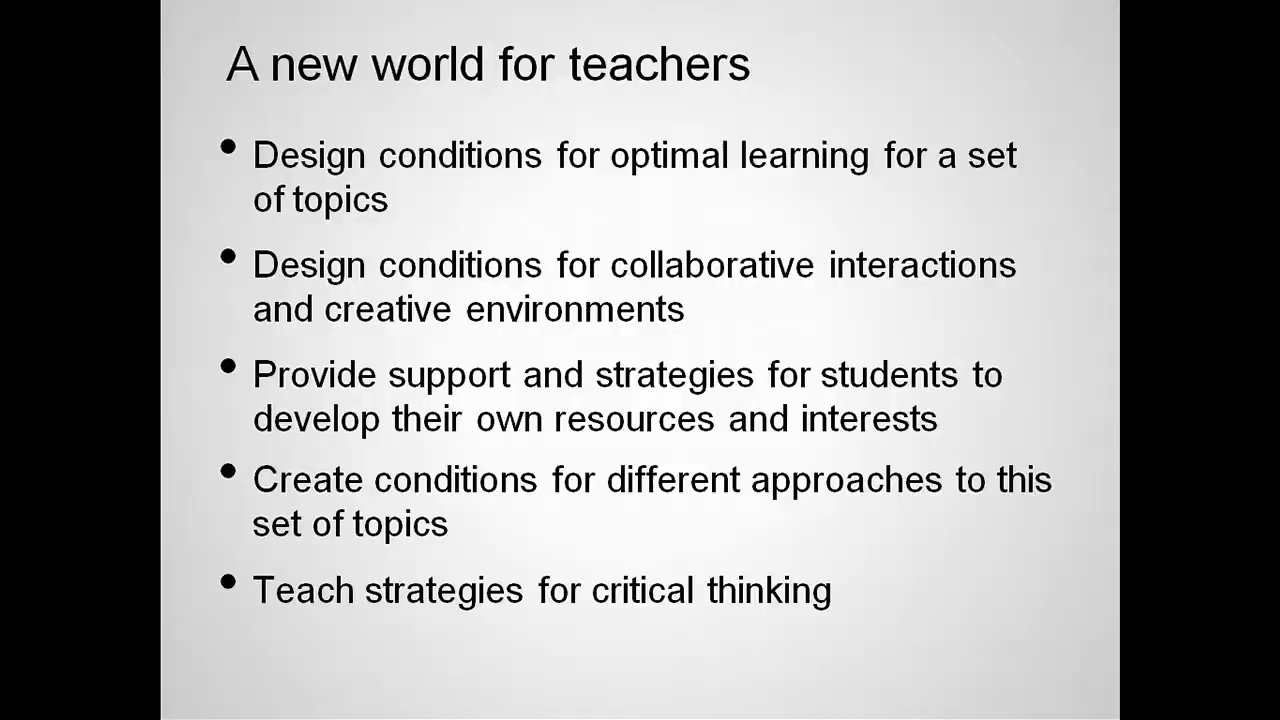 A new world for teachers
• Design conditions for optimal learning for a set
of topics
• Design conditions for collaborative interactions
and creative environments
• Provide support and strategies for students to
develop their own resources and interests
• Create conditions for different approaches to this
set of topics
• Teach strategies for critical thinking